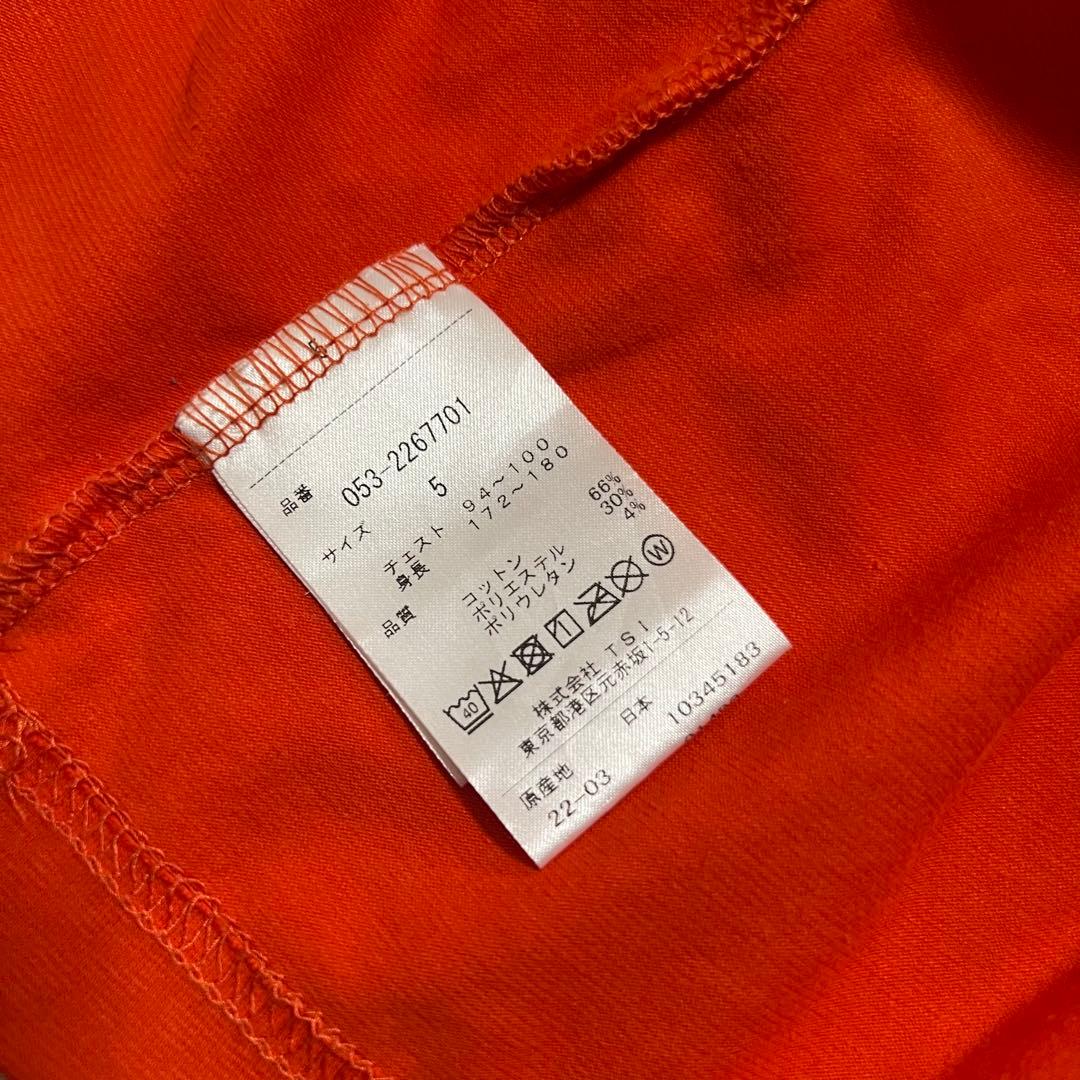 品番 053-2267701
サイズ 5
チェスト 94～100
身長 172～180
品質 コットン 66%
ポリエステル 30%
ポリウレタン 4%
40 1 W
株式会社 TSI
東京都港区元赤坂1-5-12
原産地 日本
22-03 10345183